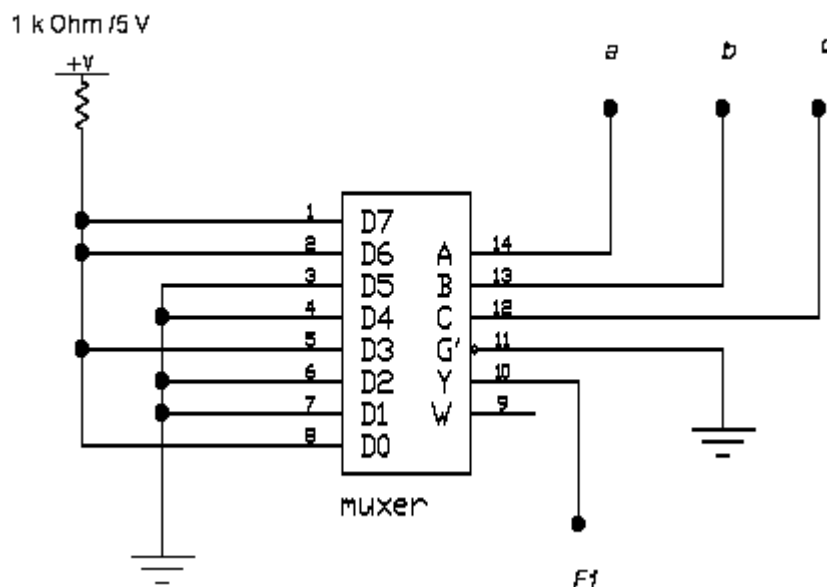 1 k Ohm /5 V
+V
a b
1 D7
2 D6 A 14
3 D5 B 13
4 D4 C 12
5 D3 G' 11
6 D2 Y 10
7 D1 W 9
8 D0
muxer
F1